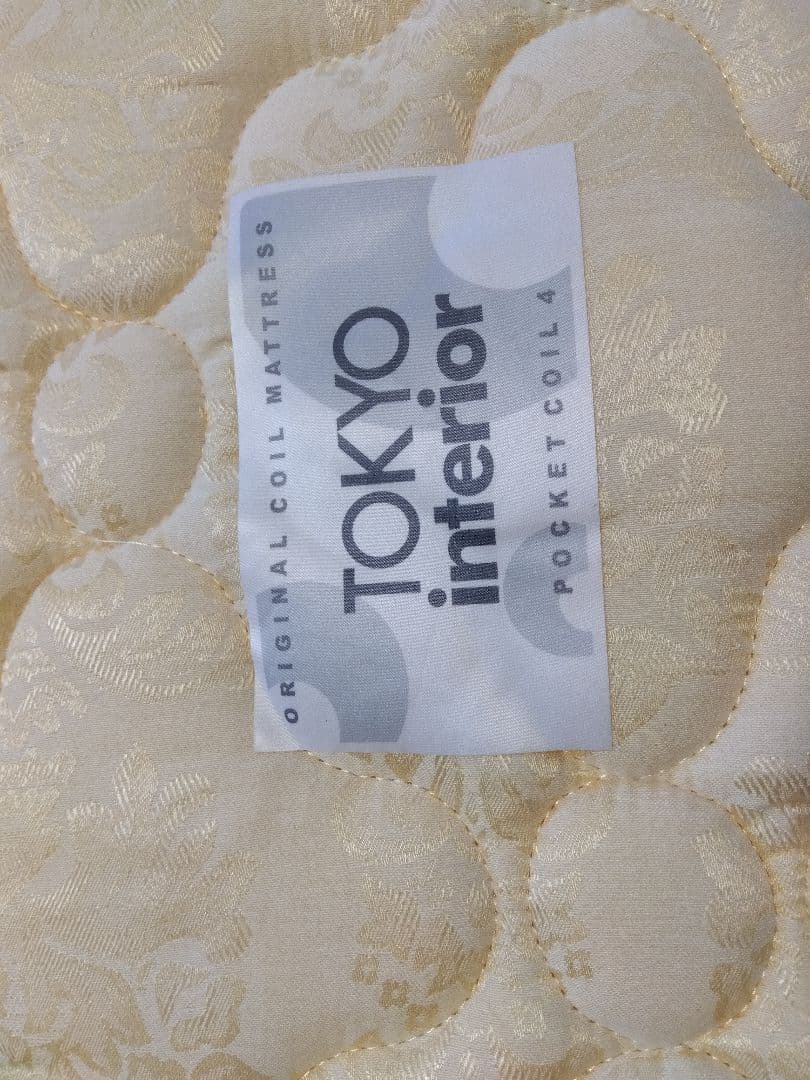 ORIGINAL COIL MATTRESS
TOKYO
interior
POCKET COIL 4